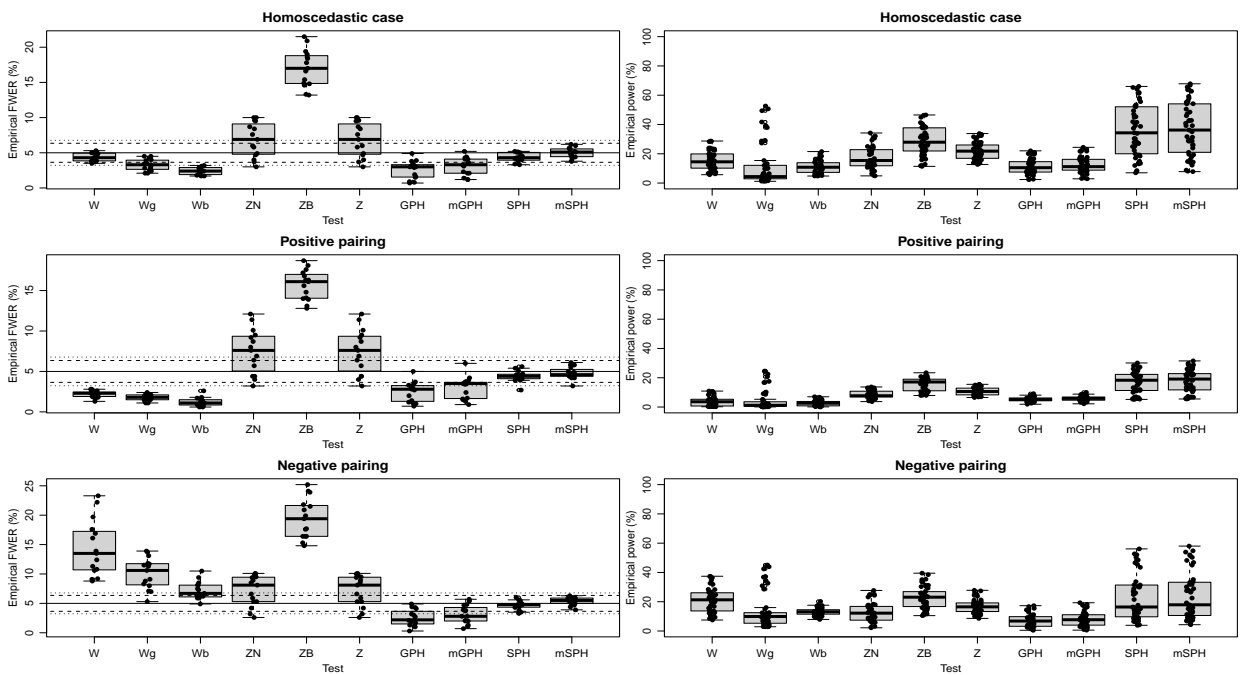 Homoscedastic case
Empirical FWER (%)
20
15
10
5
0
W Wg Wb ZN ZB Z GPH mGPH SPH mSPH
Test
Homoscedastic case
Empirical power (%)
100
80
60
40
20
0
W Wg Wb ZN ZB Z GPH mGPH SPH mSPH
Test
Positive pairing
Empirical FWER (%)
15
10
5
0
W Wg Wb ZN ZB Z GPH mGPH SPH mSPH
Test
Positive pairing
Empirical power (%)
100
80
60
40
20
0
W Wg Wb ZN ZB Z GPH mGPH SPH mSPH
Test
Negative pairing
Empirical FWER (%)
25
20
15
10
5
0
W Wg Wb ZN ZB Z GPH mGPH SPH mSPH
Test
Negative pairing
Empirical power (%)
100
80
60
40
20
0
W Wg Wb ZN ZB Z GPH mGPH SPH mSPH
Test